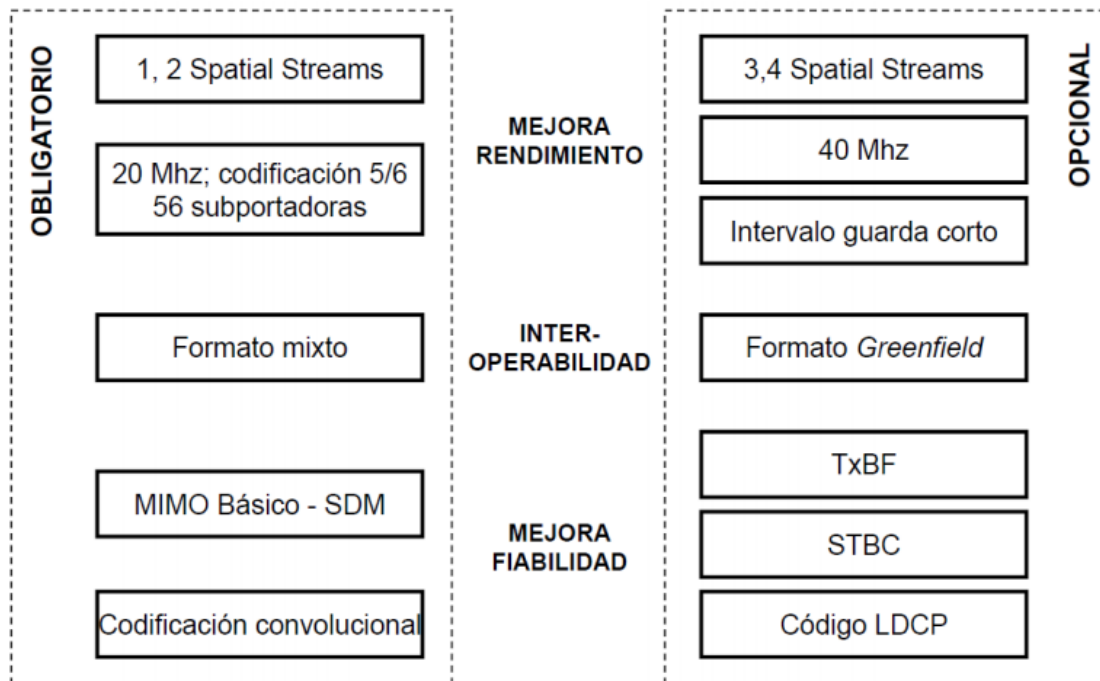 OBLIGATORIO
1, 2 Spatial Streams
20 Mhz; codificación 5/6
56 subportadoras
Formato mixto
MIMO Básico - SDM
Codificación convolucional
MEJORA
RENDIMIENTO
INTER-
OPERABILIDAD
MEJORA
FIABILIDAD
OPCIONAL
3,4 Spatial Streams
40 Mhz
Intervalo guarda corto
Formato Greenfield
TxBF
STBC
Código LDCP